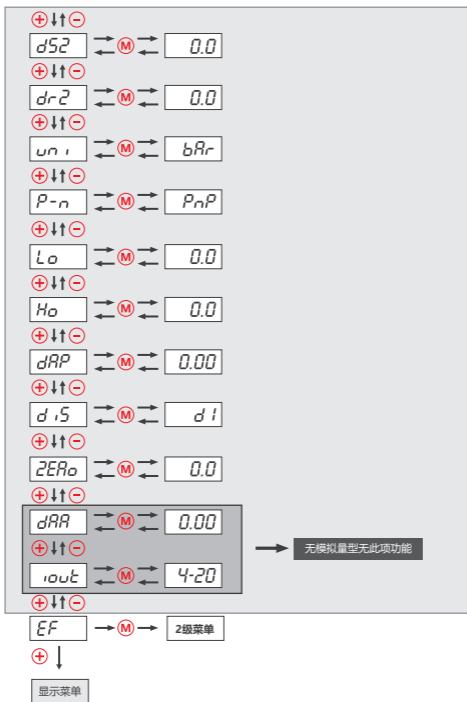 + −
dS2 M 0.0
+ −
dr2 M 0.0
+ −
uni M bAr
+ −
P-n M PnP
+ −
Lo M 0.0
+ −
Ho M 0.0
+ −
dAP M 0.00
+ −
diS M d1
+ −
ZEAo M 0.0
+ −
dAA M 0.00
+ − 无模拟量型无此项功能
iout M 4-20
+ −
EF M 2级菜单
+
显示菜单